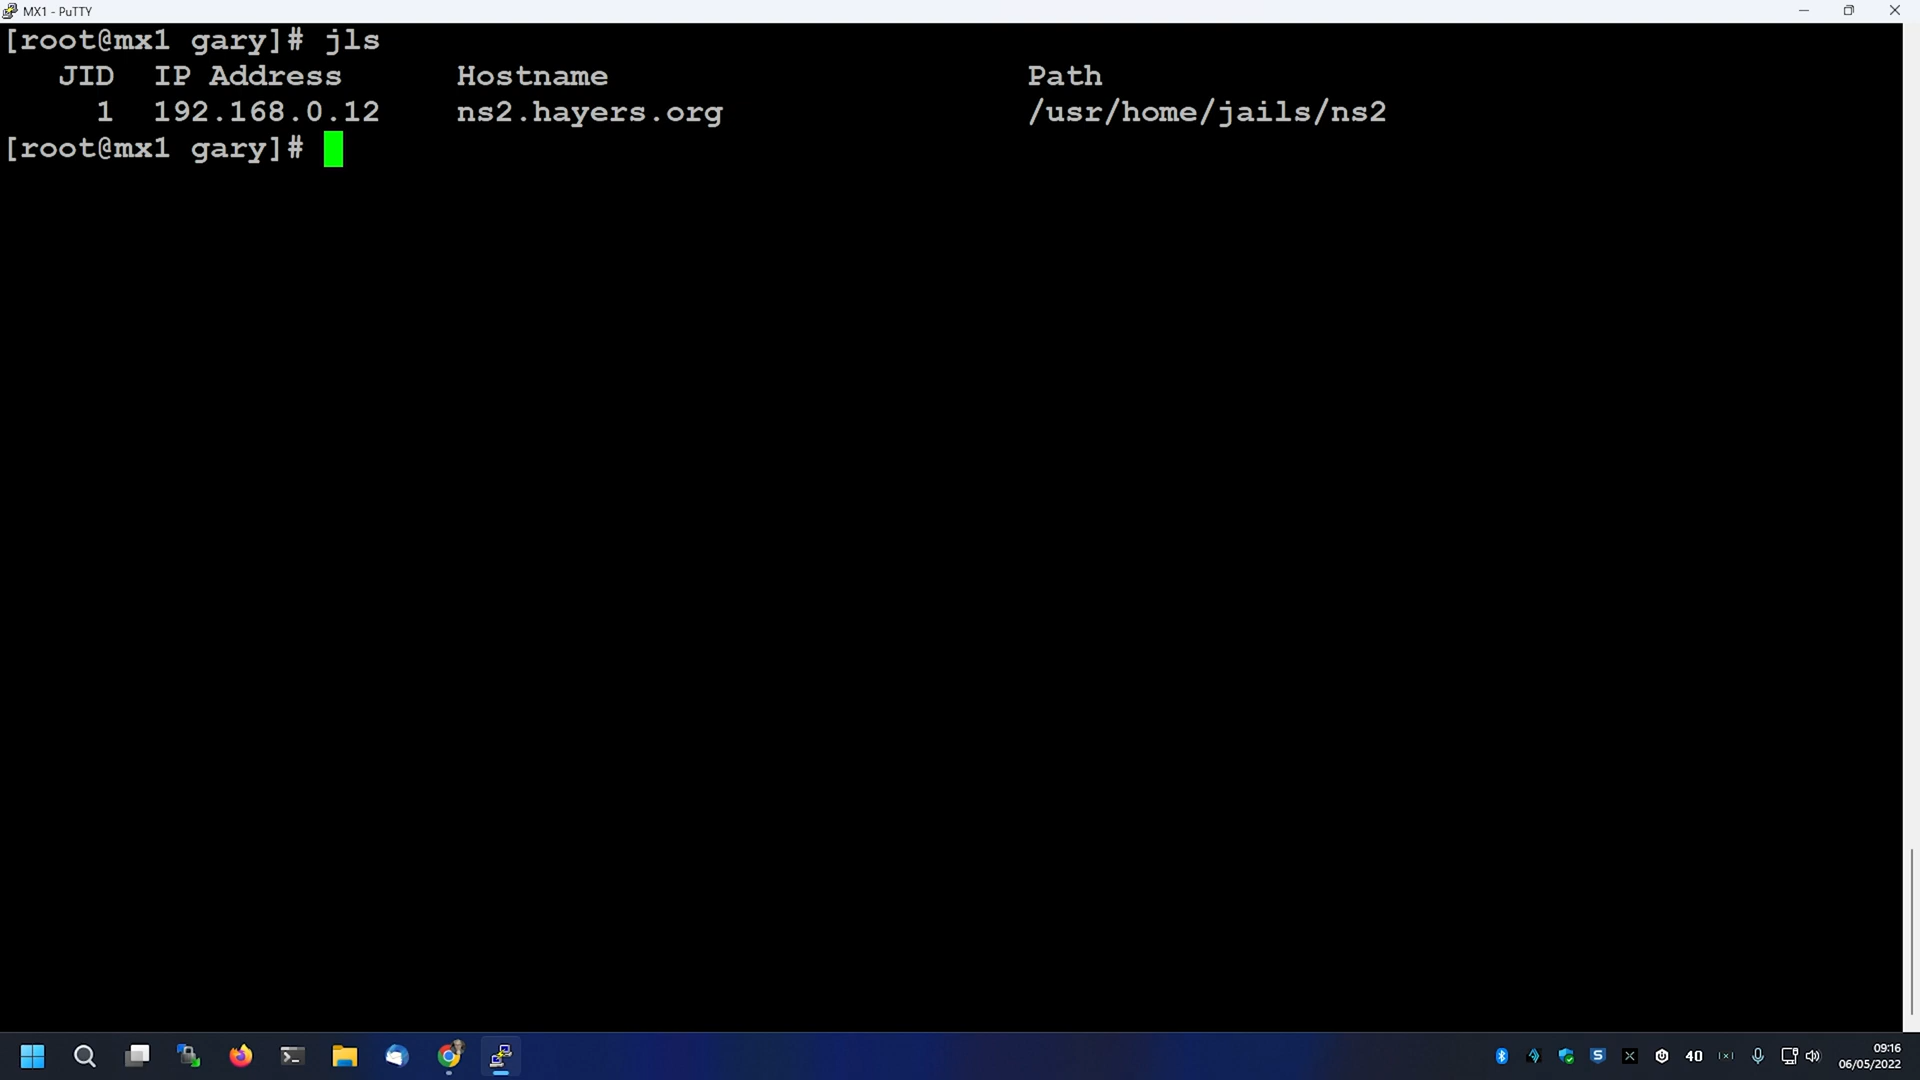 MX1 - PuTTY
[root@mx1 gary]# jls
JID IP Address Hostname Path
1 192.168.0.12 ns2.hayers.org /usr/home/jails/ns2
[root@mx1 gary]#
40
09:16
06/05/2022